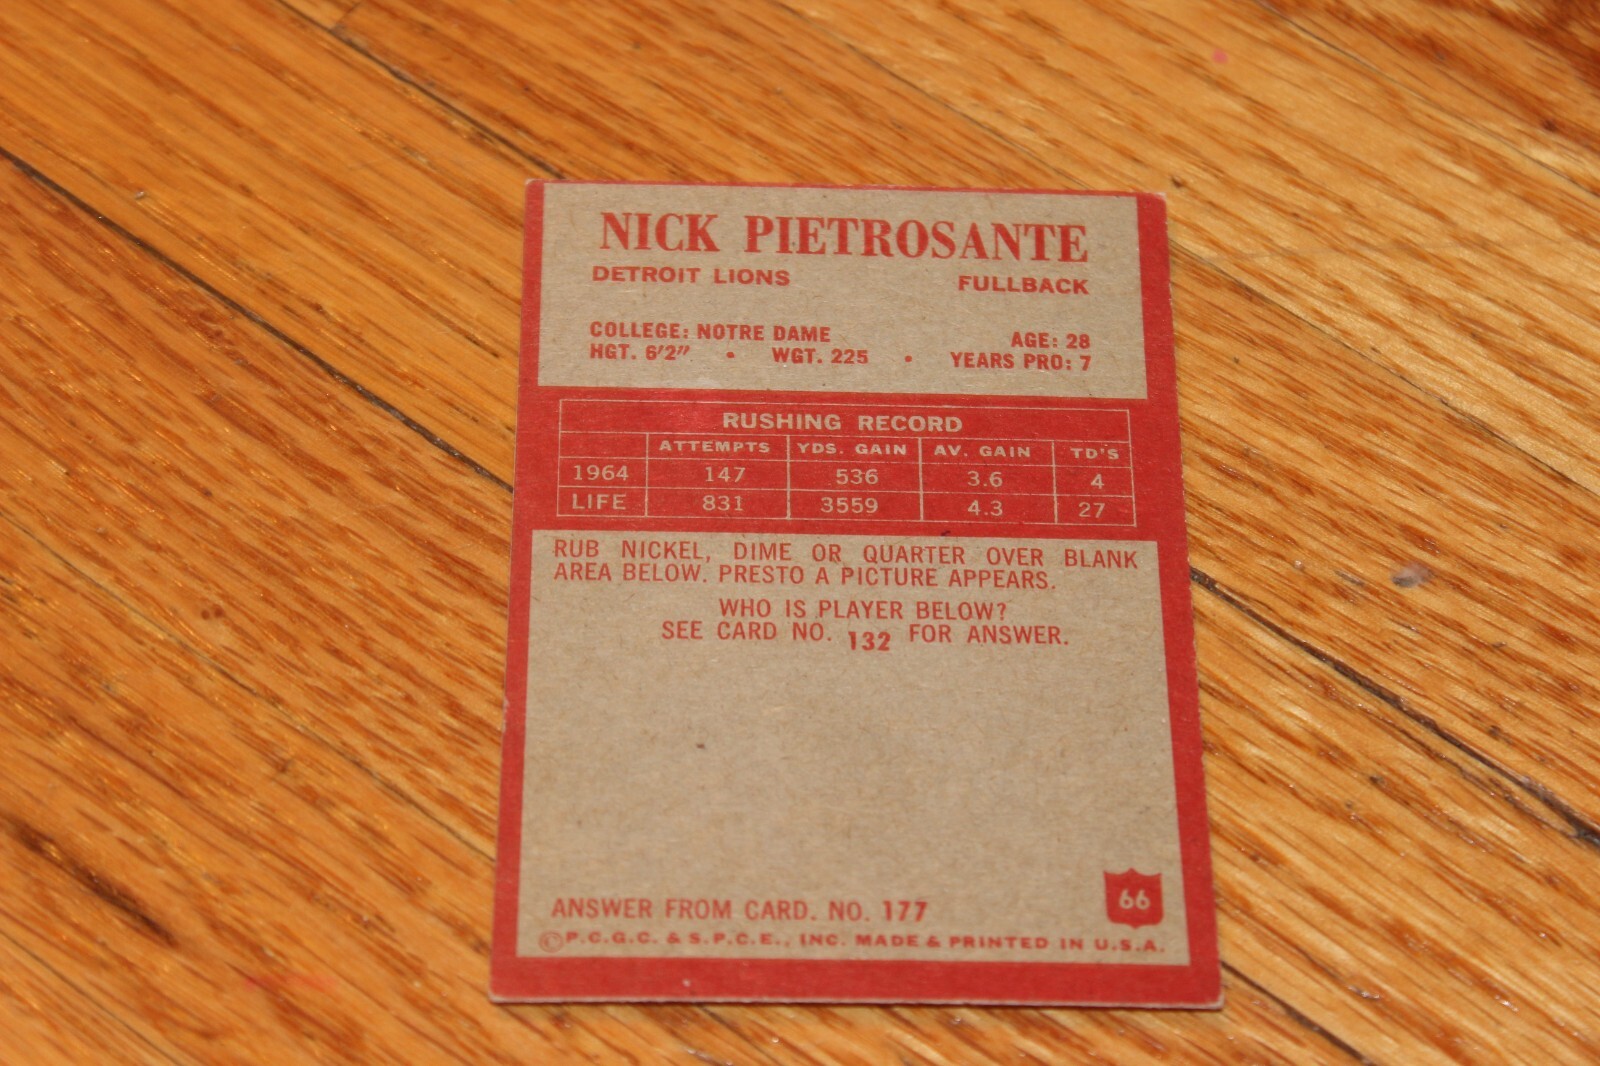 NICK PIETROSANTE
DETROIT LIONS FULLBACK
COLLEGE: NOTRE DAME AGE: 28
HGT. 6'2" • WGT. 225 • YEARS PRO: 7
RUSHING RECORD
ATTEMPTS YDS. GAIN AV. GAIN TD'S
1964 147 536 3.6 4
LIFE 831 3559 4.3 27
RUB NICKEL, DIME OR QUARTER OVER BLANK
AREA BELOW. PRESTO A PICTURE APPEARS.
WHO IS PLAYER BELOW?
SEE CARD NO. 132 FOR ANSWER.
66
ANSWER FROM CARD. NO. 177
©P.C.G.C. & S.P.C.E., INC. MADE & PRINTED IN U.S.A.